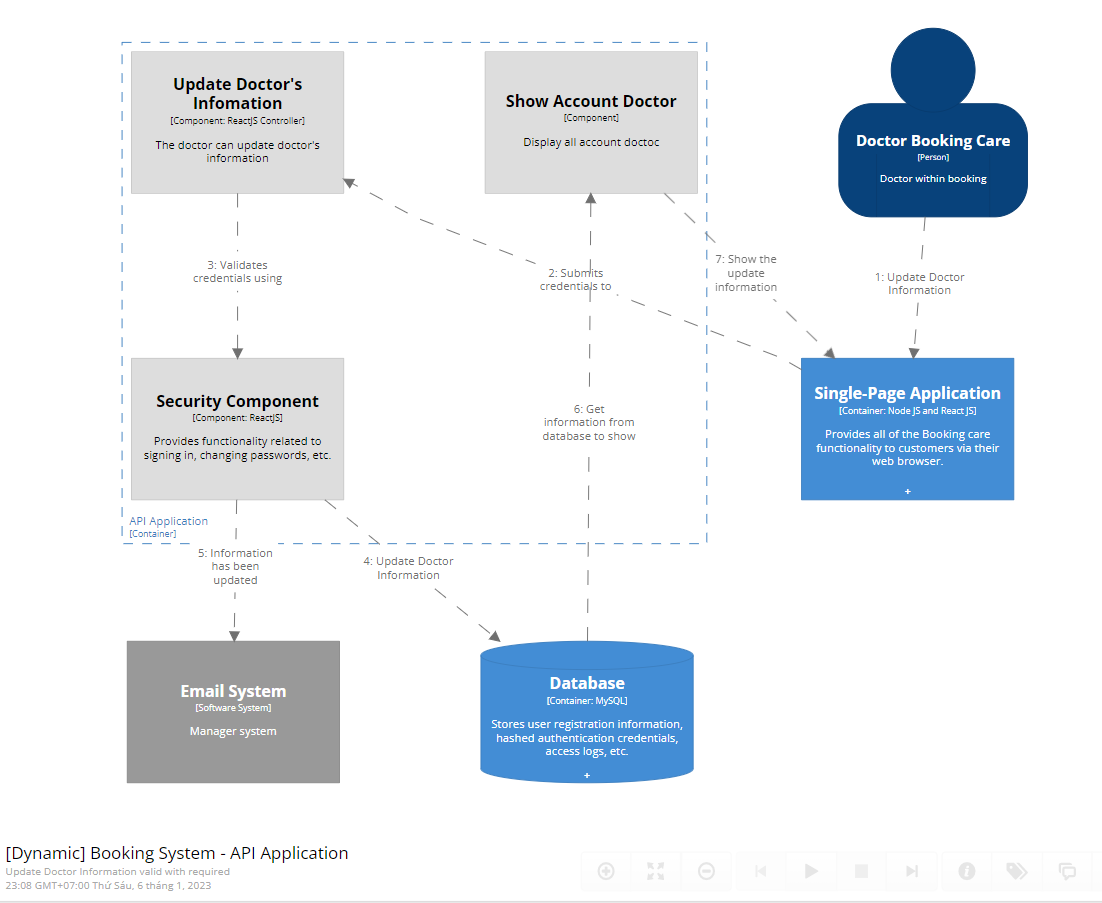 Update Doctor's
Infomation
[Component: ReactJS Controller]
The doctor can update doctor's
information
Show Account Doctor
[Component]
Display all account doctoc
Doctor Booking Care
[Person]
Doctor within booking
3: Validates
credentials using
2: Submits
credentials to
7: Show the
update
information
1: Update Doctor
Information
Security Component
[Component: ReactJS]
Provides functionality related to
signing in, changing passwords, etc.
6: Get
information from
database to show
Single-Page Application
[Container: Node JS and React JS]
Provides all of the Booking care
functionality to customers via their
web browser.
+
API Application
[Container]
5: Information
has been
updated
4: Update Doctor
Information
Email System
[Software System]
Manager system
Database
[Container: MySQL]
Stores user registration information,
hashed authentication credentials,
access logs, etc.
+
[Dynamic] Booking System - API Application
Update Doctor Information valid with required
23:08 GMT+07:00 Thứ Sáu, 6 tháng 1, 2023